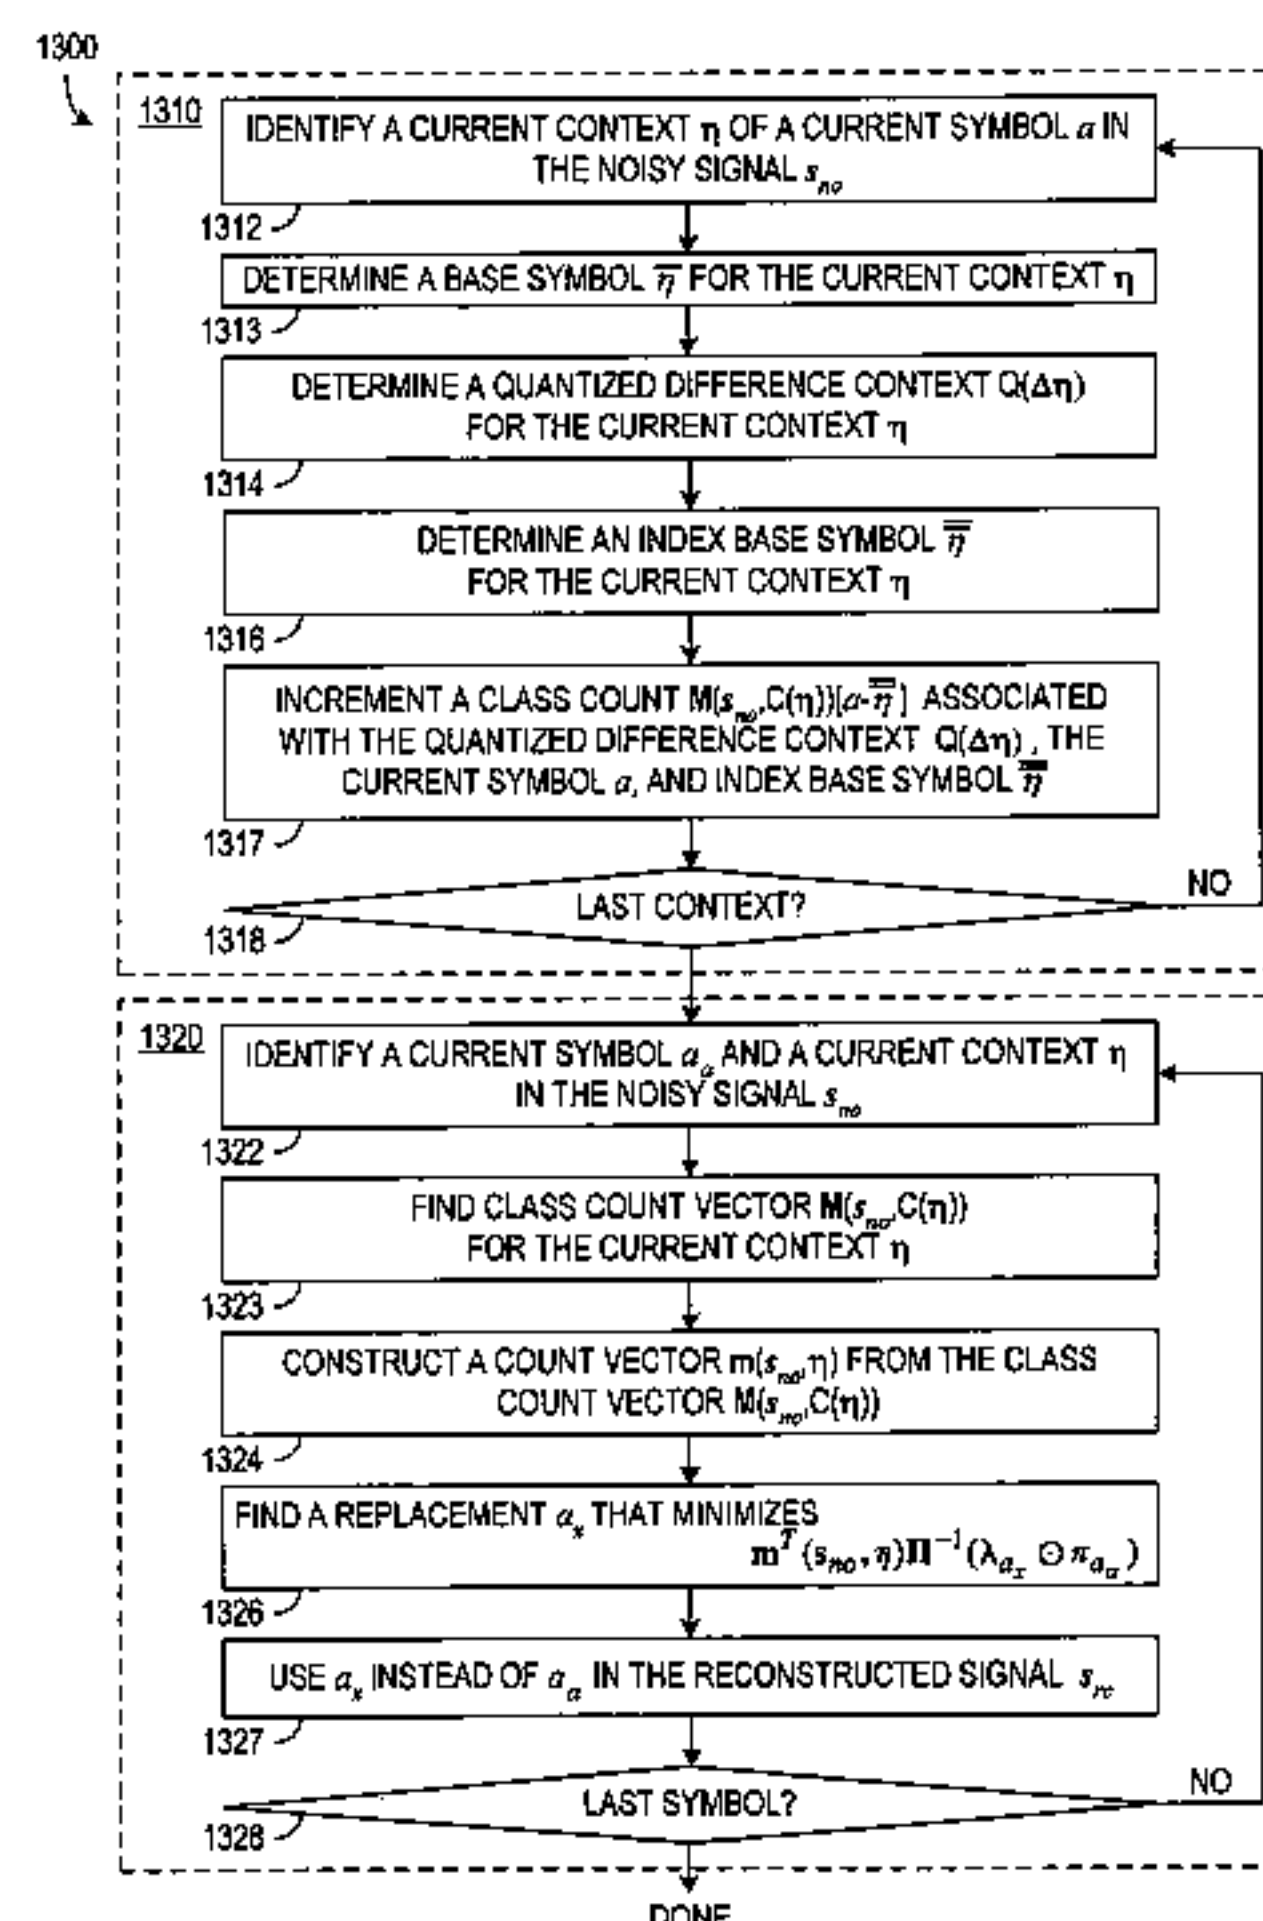 1300
1310
IDENTIFY A CURRENT CONTEXT η OF A CURRENT SYMBOL a IN
THE NOISY SIGNAL s_no
1312
DETERMINE A BASE SYMBOL η̅ FOR THE CURRENT CONTEXT η
1313
DETERMINE A QUANTIZED DIFFERENCE CONTEXT Q(Δη)
FOR THE CURRENT CONTEXT η
1314
DETERMINE AN INDEX BASE SYMBOL η̿
FOR THE CURRENT CONTEXT η
1316
INCREMENT A CLASS COUNT M(s_no,C(η))[a-η̿] ASSOCIATED
WITH THE QUANTIZED DIFFERENCE CONTEXT Q(Δη), THE
CURRENT SYMBOL a, AND INDEX BASE SYMBOL η̿
1317
LAST CONTEXT?
NO
1318
1320
IDENTIFY A CURRENT SYMBOL a_α AND A CURRENT CONTEXT η
IN THE NOISY SIGNAL s_no
1322
FIND CLASS COUNT VECTOR M(s_no,C(η))
FOR THE CURRENT CONTEXT η
1323
CONSTRUCT A COUNT VECTOR m(s_no,η) FROM THE CLASS
COUNT VECTOR M(s_no,C(η))
1324
FIND A REPLACEMENT a_x THAT MINIMIZES
m^T (s_no, η)Π^−1(λ_a_x ⊙ π_a_α)
1326
USE a_x INSTEAD OF a_α IN THE RECONSTRUCTED SIGNAL s_rc
1327
LAST SYMBOL?
NO
1328
DONE